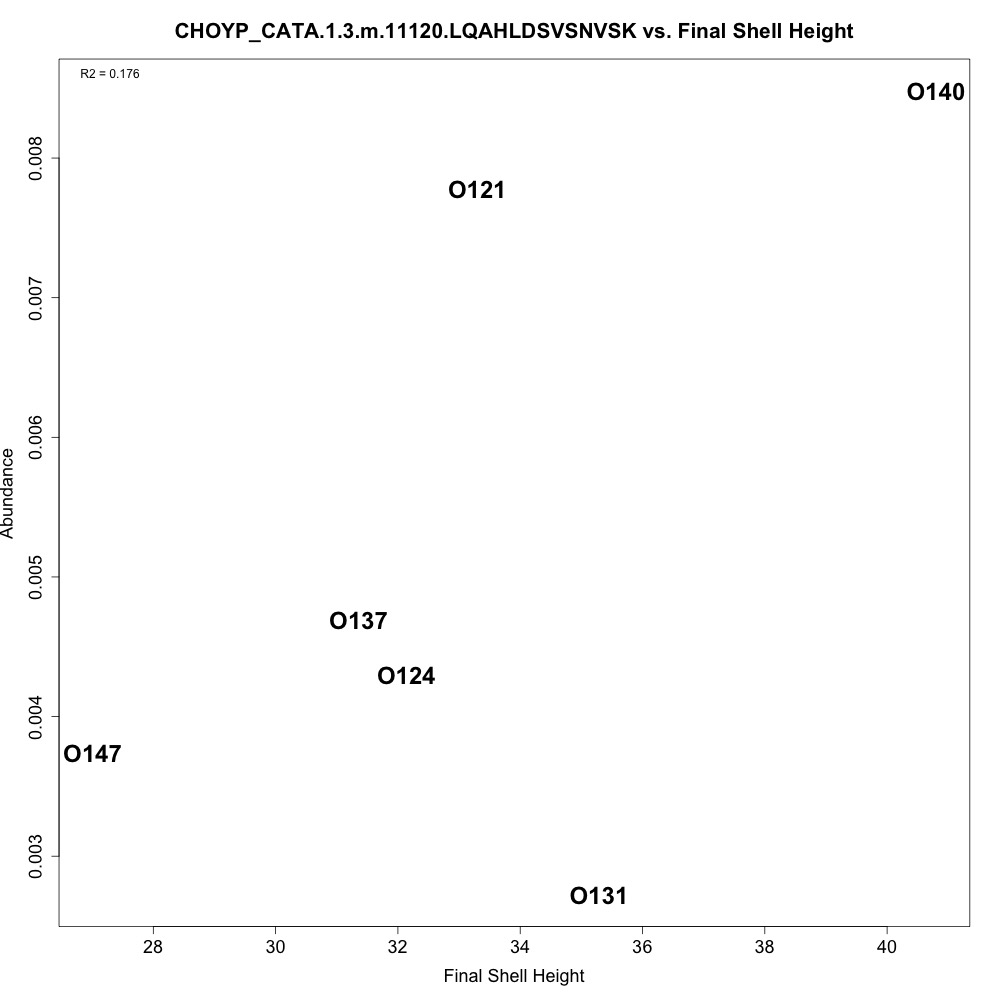 CHOYP_CATA.1.3.m.11120.LQAHLDSVSNVSK vs. Final Shell Height
R2 = 0.176
O140
0.008
O121
0.007
0.006
Abundance
0.005
O137
O124
0.004
O147
0.003
O131
28 30 32 34 36 38 40
Final Shell Height